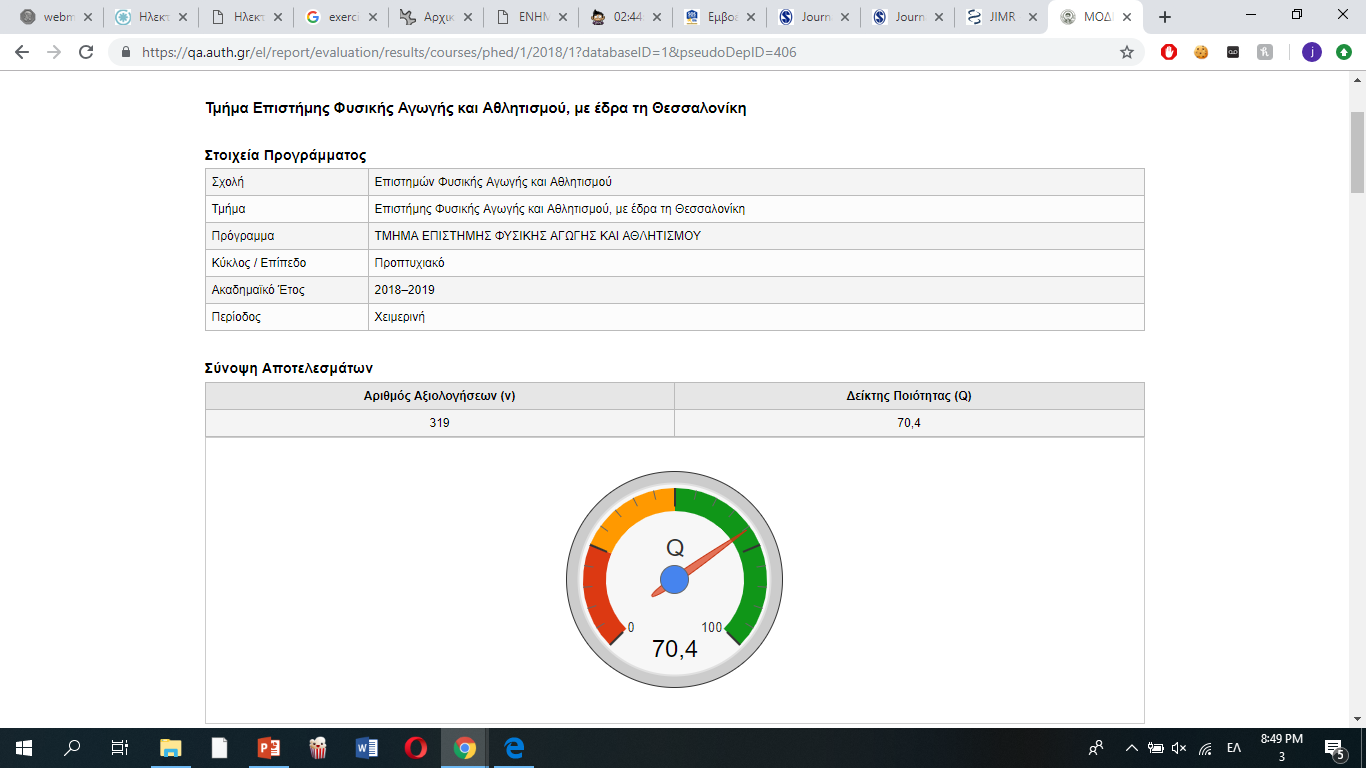 webm
Ηλεκτ
Ηλεκτ
exerci
Αρχικ
ΕΝΗΜ
02:44
Εμβοε
Journ
Journ
JIMR
ΜΟΔΙ
https://qa.auth.gr/el/report/evaluation/results/courses/phed/1/2018/1?databaseID=1&pseudoDepID=406
j
Τμήμα Επιστήμης Φυσικής Αγωγής και Αθλητισμού, με έδρα τη Θεσσαλονίκη
Στοιχεία Προγράμματος
Σχολή Επιστημών Φυσικής Αγωγής και Αθλητισμού
Τμήμα Επιστήμης Φυσικής Αγωγής και Αθλητισμού, με έδρα τη Θεσσαλονίκη
Πρόγραμμα ΤΜΗΜΑ ΕΠΙΣΤΗΜΗΣ ΦΥΣΙΚΗΣ ΑΓΩΓΗΣ ΚΑΙ ΑΘΛΗΤΙΣΜΟΥ
Κύκλος / Επίπεδο Προπτυχιακό
Ακαδημαϊκό Έτος 2018–2019
Περίοδος Χειμερινή
Σύνοψη Αποτελεσμάτων
Αριθμός Αξιολογήσεων (ν) Δείκτης Ποιότητας (Q)
319 70,4
Q
0 100
70,4
ΕΛ
8:49 PM
3
5